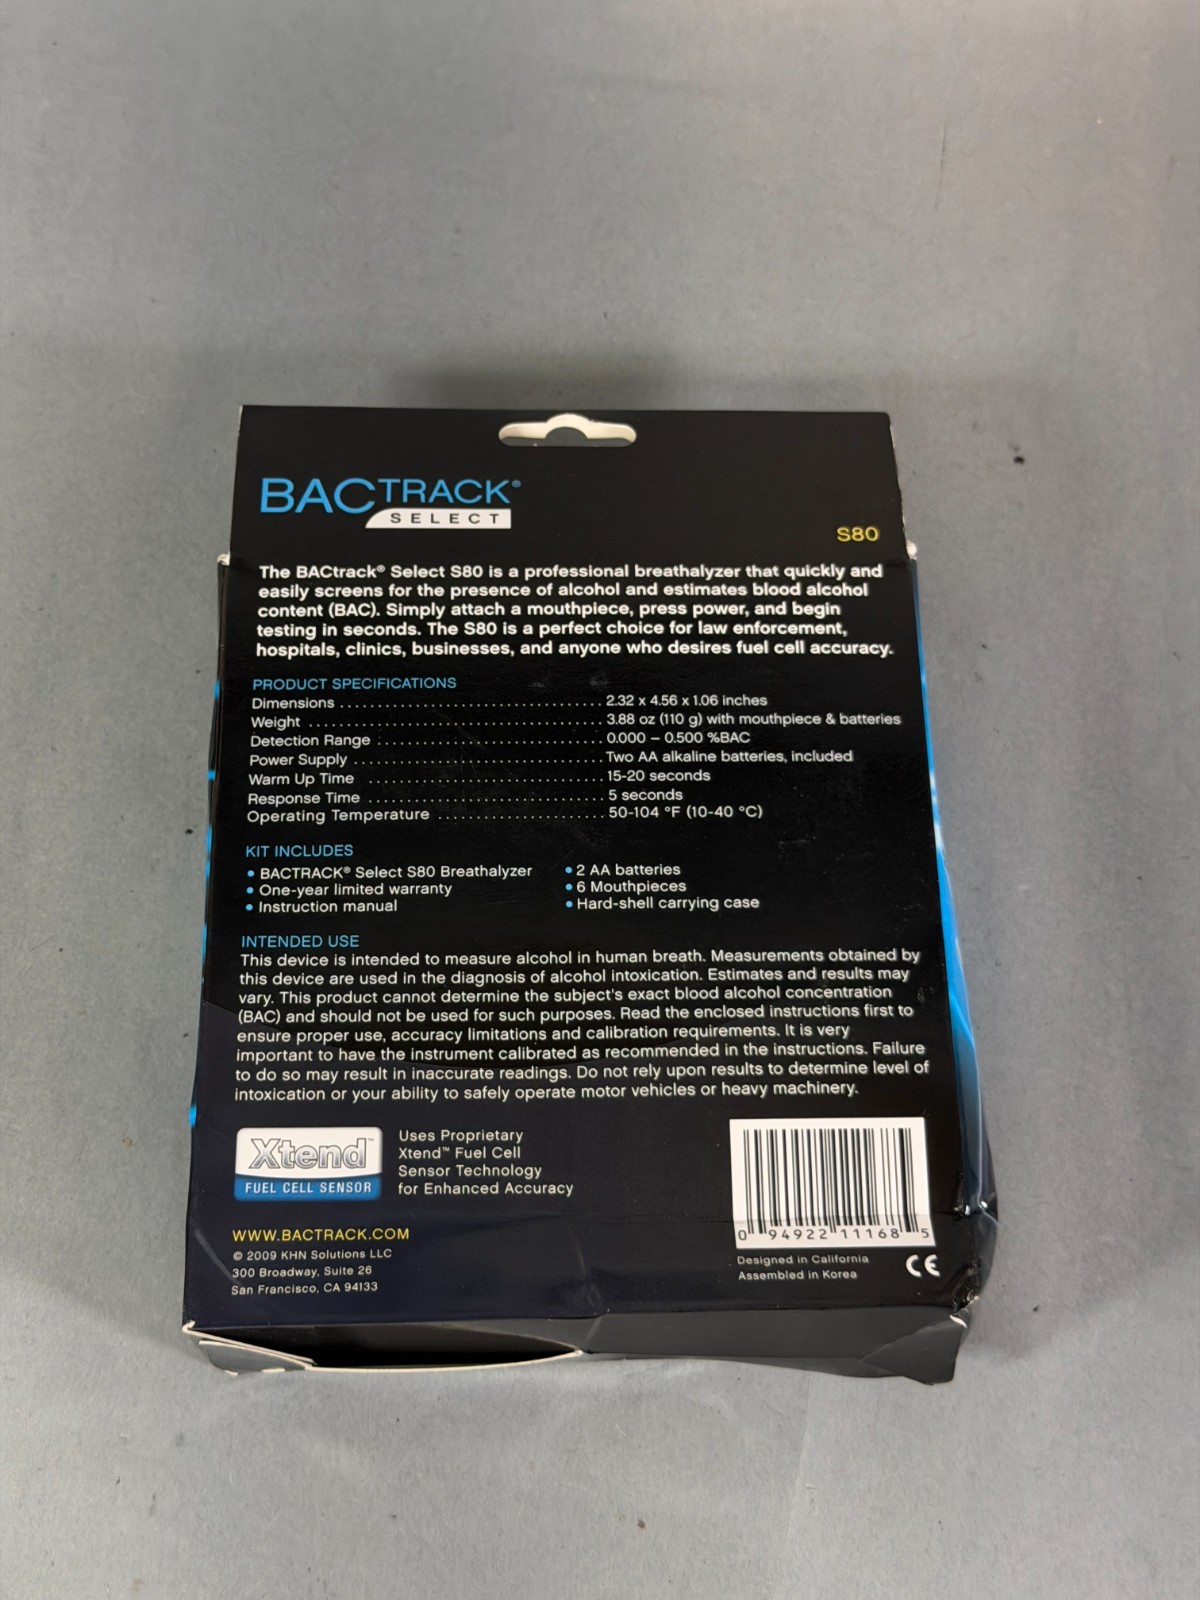 BACTRACK®
SELECT
S80
The BACtrack® Select S80 is a professional breathalyzer that quickly and
easily screens for the presence of alcohol and estimates blood alcohol
content (BAC). Simply attach a mouthpiece, press power, and begin
testing in seconds. The S80 is a perfect choice for law enforcement,
hospitals, clinics, businesses, and anyone who desires fuel cell accuracy.
PRODUCT SPECIFICATIONS
Dimensions ................................ 2.32 x 4.56 x 1.06 inches
Weight .................................... 3.88 oz (110 g) with mouthpiece & batteries
Detection Range ........................... 0.000 – 0.500 %BAC
Power Supply .............................. Two AA alkaline batteries, included
Warm Up Time ............................. 15-20 seconds
Response Time ............................. 5 seconds
Operating Temperature ..................... 50-104 °F (10-40 °C)
KIT INCLUDES
• BACTRACK® Select S80 Breathalyzer
• One-year limited warranty
• Instruction manual
• 2 AA batteries
• 6 Mouthpieces
• Hard-shell carrying case
INTENDED USE
This device is intended to measure alcohol in human breath. Measurements obtained by
this device are used in the diagnosis of alcohol intoxication. Estimates and results may
vary. This product cannot determine the subject's exact blood alcohol concentration
(BAC) and should not be used for such purposes. Read the enclosed instructions first to
ensure proper use, accuracy limitations and calibration requirements. It is very
important to have the instrument calibrated as recommended in the instructions. Failure
to do so may result in inaccurate readings. Do not rely upon results to determine level of
intoxication or your ability to safely operate motor vehicles or heavy machinery.
Xtend™
FUEL CELL SENSOR
Uses Proprietary
Xtend™ Fuel Cell
Sensor Technology
for Enhanced Accuracy
0 94922 11168 5
WWW.BACTRACK.COM
© 2009 KHN Solutions LLC
300 Broadway, Suite 26
San Francisco, CA 94133
Designed in California
Assembled in Korea
CE